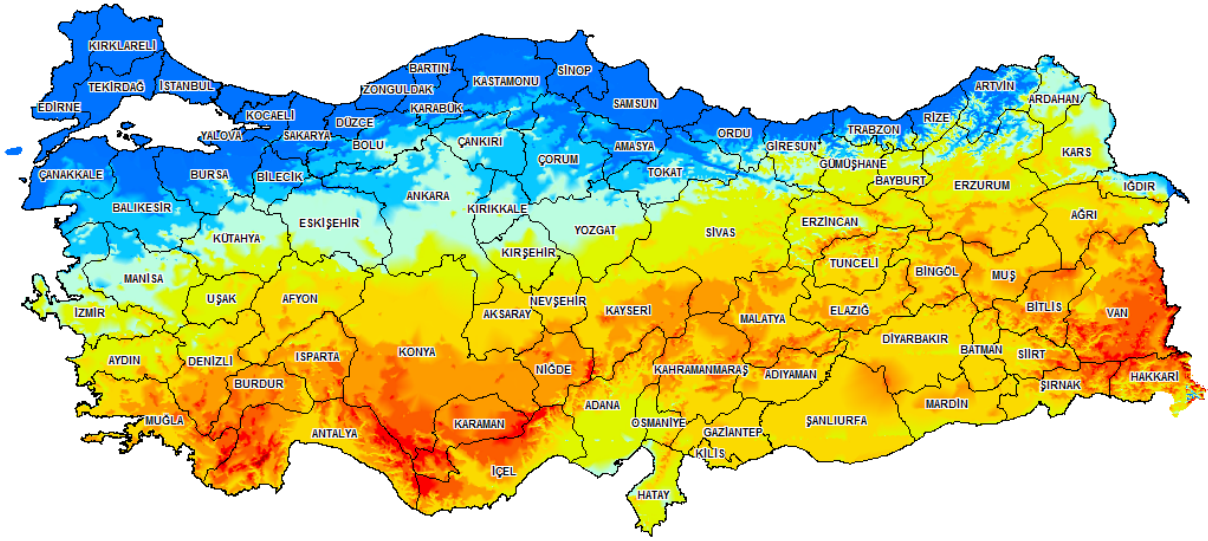 KIRKLARELİ
TEKİRDAĞ
İSTANBUL
EDİRNE
KOCAELİ
YALOVA
SAKARYA
DÜZCE
ZONGULDAK
BARTIN
KARABÜK
KASTAMONU
SİNOP
SAMSUN
BOLU
ÇANKIRI
ÇORUM
AMASYA
ORDU
GİRESUN
TRABZON
RİZE
ARTVİN
ARDAHAN
GÜMÜŞHANE
BAYBURT
KARS
ÇANAKKALE
BURSA
BİLECİK
TOKAT
ERZURUM
IĞDIR
BALIKESİR
ANKARA
KIRIKKALE
AĞRI
KÜTAHYA
ESKİŞEHİR
YOZGAT
SİVAS
ERZİNCAN
KIRŞEHİR
MANİSA
UŞAK
AFYON
TUNCELİ
BİNGÖL
MUŞ
İZMİR
AKSARAY
NEVŞEHİR
KAYSERİ
MALATYA
ELAZIĞ
BİTLİS
VAN
AYDIN
DENİZLİ
ISPARTA
KONYA
DİYARBAKIR
BATMAN
SİİRT
BURDUR
NİĞDE
KAHRAMANMARAŞ
ADIYAMAN
ŞIRNAK
HAKKARİ
MUĞLA
ANTALYA
KARAMAN
ADANA
OSMANİYE
GAZİANTEP
ŞANLIURFA
MARDİN
KİLİS
İÇEL
HATAY